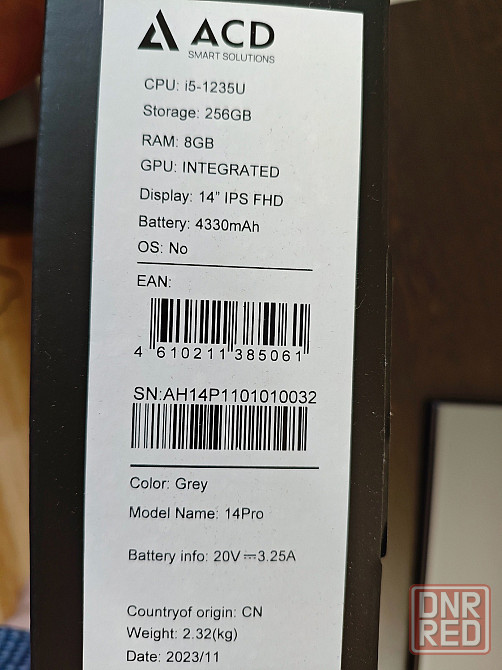 ACD
SMART SOLUTIONS
CPU: i5-1235U
Storage: 256GB
RAM: 8GB
GPU: INTEGRATED
Display: 14" IPS FHD
Battery: 4330mAh
OS: No
EAN:
4 610211 385061
SN:AH14P1101010032
Color: Grey
Model Name: 14Pro
Battery info: 20V⎓3.25A
Countryof origin: CN
Weight: 2.32(kg)
Date: 2023/11
DNR
RED